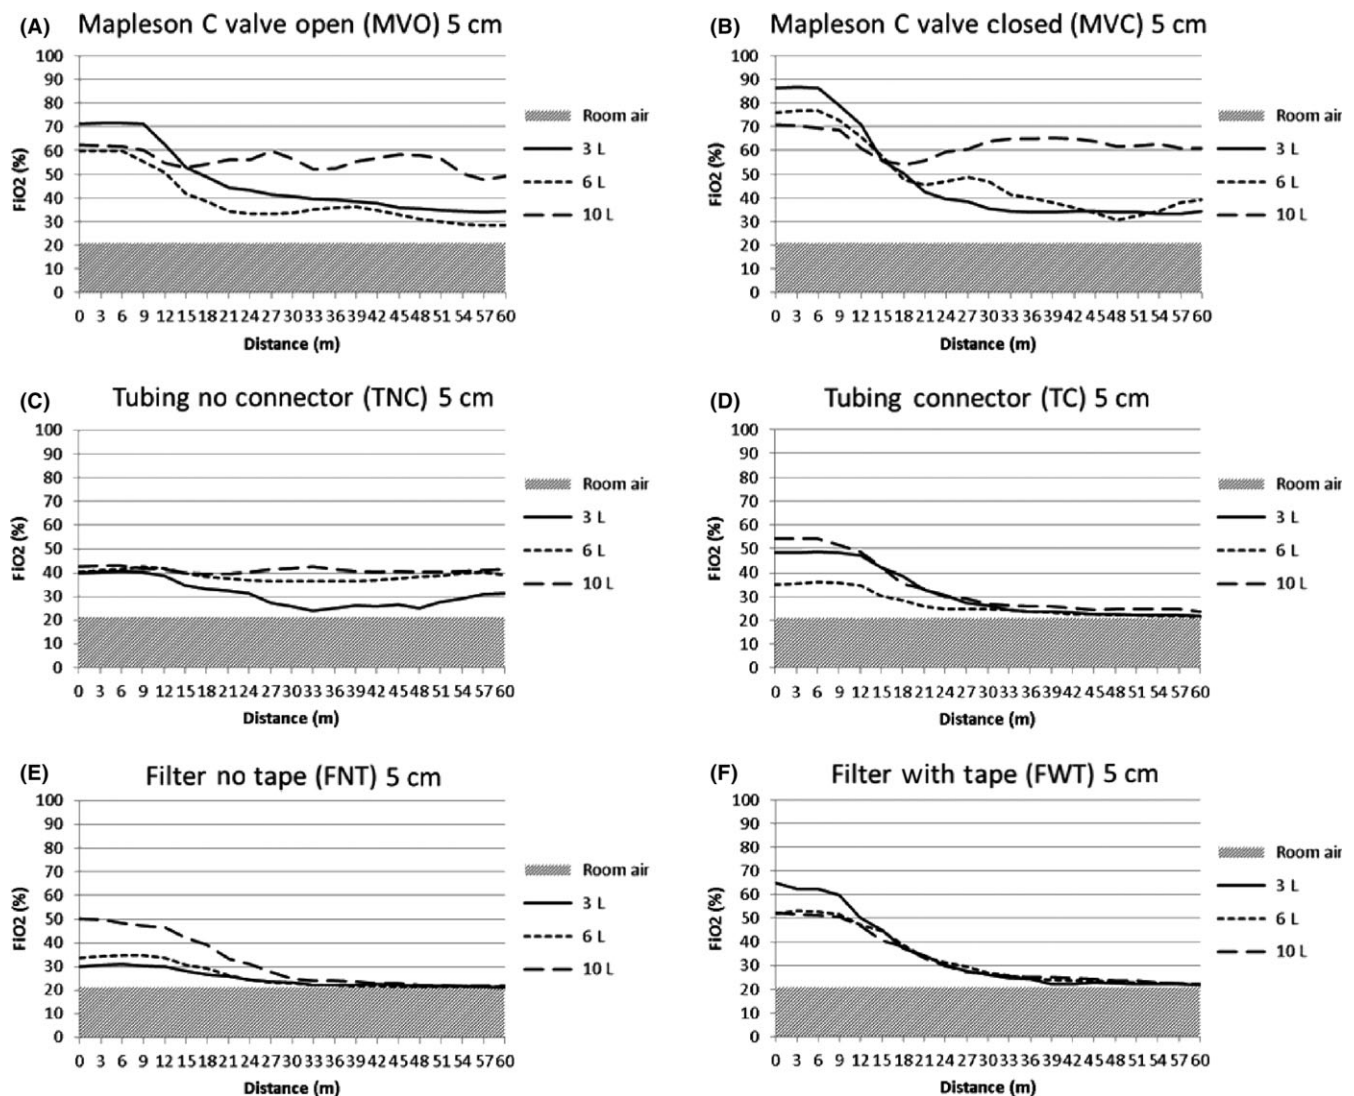 (A) Mapleson C valve open (MVO) 5 cm
100
90
80
70
60
50
40
30
20
10
0
FiO2 (%)
0 3 6 9 12 15 18 21 24 27 30 33 36 39 42 45 48 51 54 57 60
Distance (m)
Room air
3 L
6 L
10 L
(B) Mapleson C valve closed (MVC) 5 cm
100
90
80
70
60
50
40
30
20
10
0
FiO2 (%)
0 3 6 9 12 15 18 21 24 27 30 33 36 39 42 45 48 51 54 57 60
Distance (m)
Room air
3 L
6 L
10 L
(C) Tubing no connector (TNC) 5 cm
100
90
80
70
60
50
40
30
20
10
0
FiO2 (%)
0 3 6 9 12 15 18 21 24 27 30 33 36 39 42 45 48 51 54 57 60
Distance (m)
Room air
3 L
6 L
10 L
(D) Tubing connector (TC) 5 cm
100
90
80
70
60
50
40
30
20
10
0
FiO2 (%)
0 3 6 9 12 15 18 21 24 27 30 33 36 39 42 45 48 51 54 57 60
Distance (m)
Room air
3 L
6 L
10 L
(E) Filter no tape (FNT) 5 cm
100
90
80
70
60
50
40
30
20
10
0
FiO2 (%)
0 3 6 9 12 15 18 21 24 27 30 33 36 39 42 45 48 51 54 57 60
Distance (m)
Room air
3 L
6 L
10 L
(F) Filter with tape (FWT) 5 cm
100
90
80
70
60
50
40
30
20
10
0
FiO2 (%)
0 3 6 9 12 15 18 21 24 27 30 33 36 39 42 45 48 51 54 57 60
Distance (m)
Room air
3 L
6 L
10 L